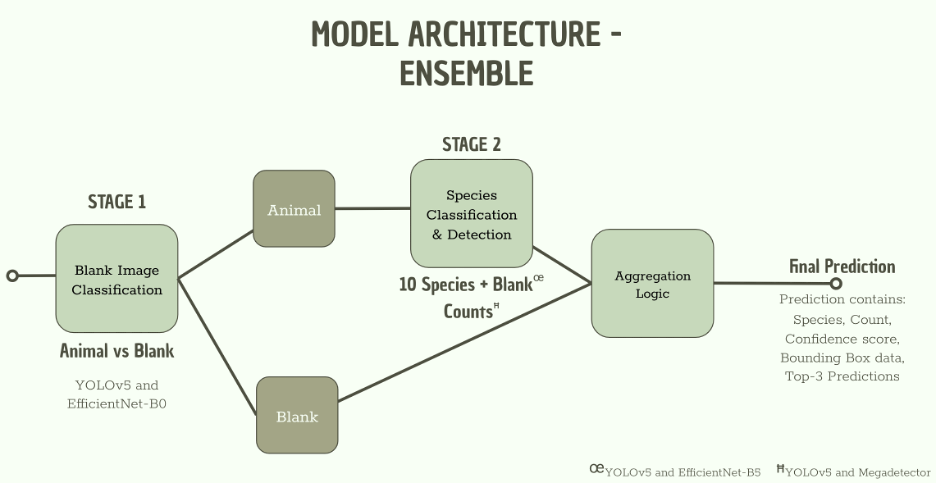 MODEL ARCHITECTURE -
ENSEMBLE
STAGE 1
Blank Image
Classification
Animal vs Blank
YOLOv5 and
EfficientNet-B0
Animal
Blank
STAGE 2
Species
Classification
& Detection
10 Species + Blankœ
Counts Ħ
Aggregation
Logic
Final Prediction
Prediction contains:
Species, Count,
Confidence score,
Bounding Box data,
Top-3 Predictions
œ YOLOv5 and EfficientNet-B5
Ħ YOLOv5 and Megadetector